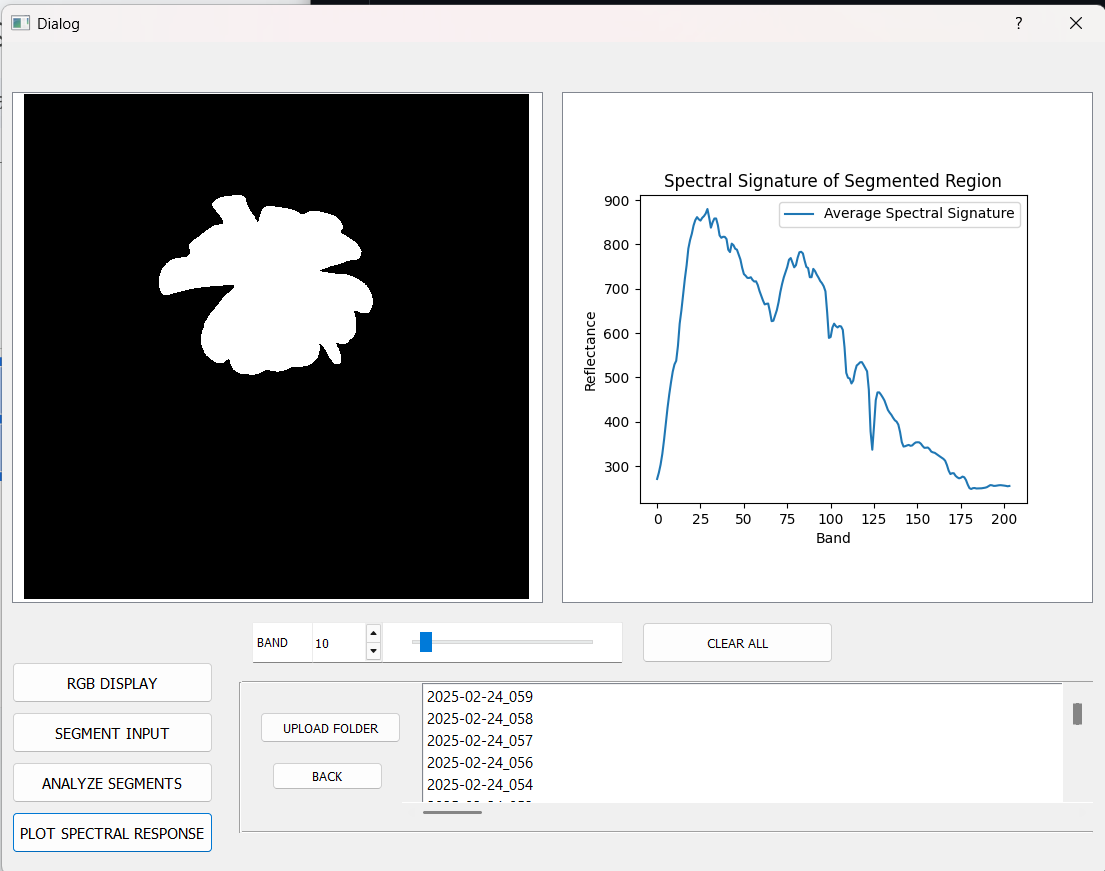 Dialog
?
Spectral Signature of Segmented Region
Average Spectral Signature
900
800
700
600
500
400
300
Reflectance
0 25 50 75 100 125 150 175 200
Band
BAND 10
CLEAR ALL
RGB DISPLAY
SEGMENT INPUT
ANALYZE SEGMENTS
PLOT SPECTRAL RESPONSE
UPLOAD FOLDER
BACK
2025-02-24_059
2025-02-24_058
2025-02-24_057
2025-02-24_056
2025-02-24_054